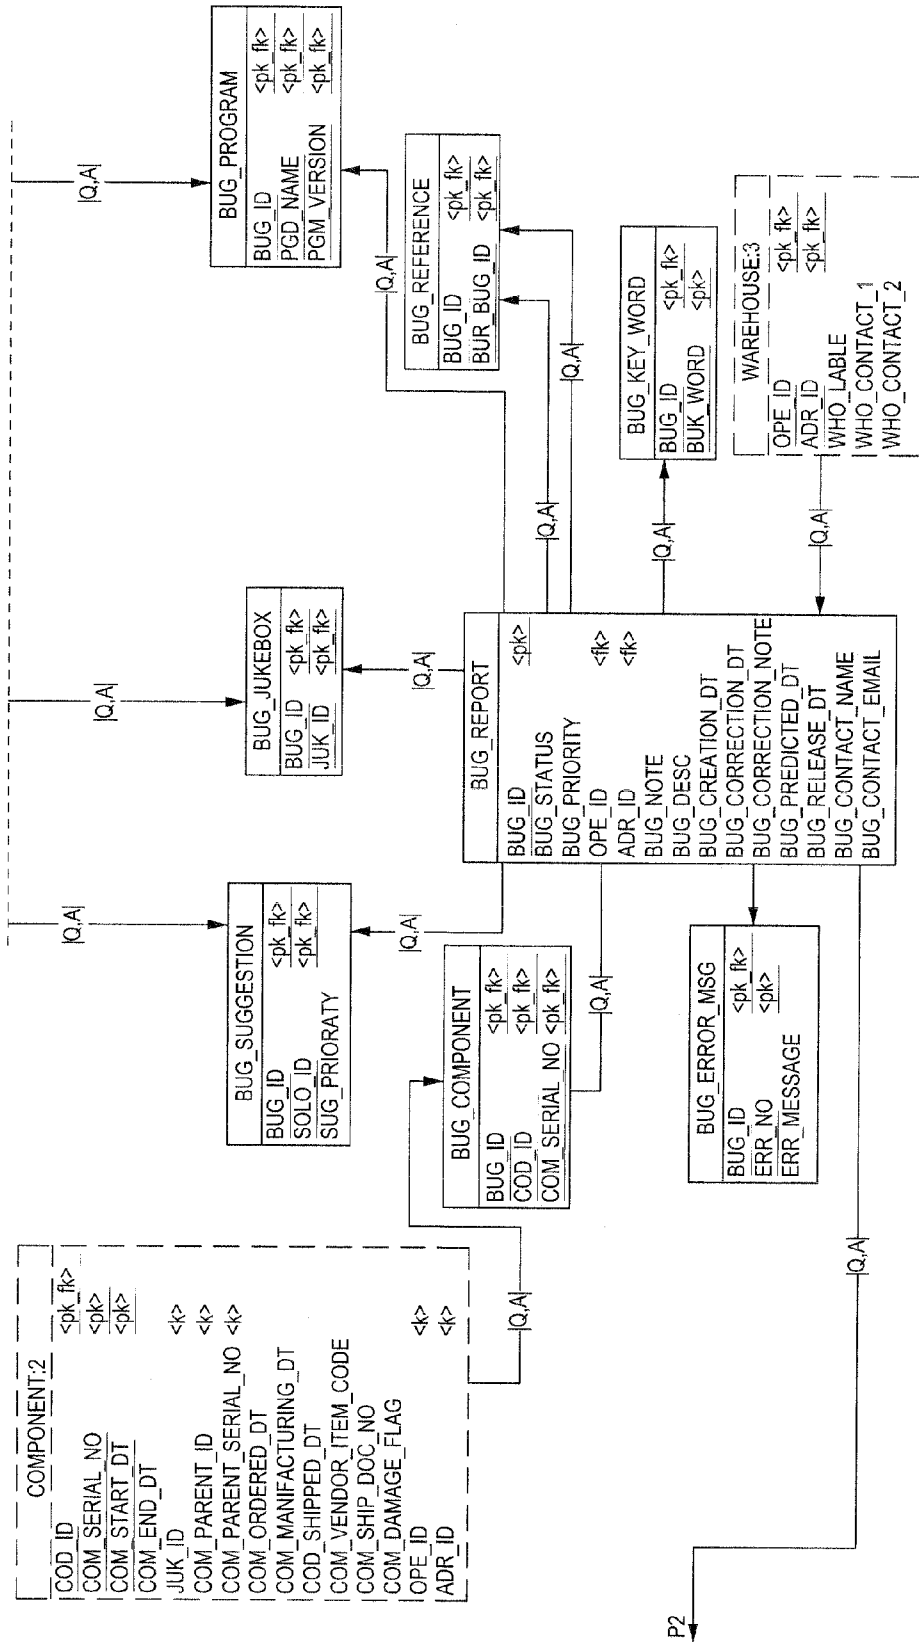 COMPONENT:2
COD_ID <pk_fk>
COM_SERIAL_NO <pk>
COM_START_DT <pk>
COM_END_DT
JUK_ID <k>
COM_PARENT_ID <k>
COM_PARENT_SERIAL_NO <k>
COM_ORDERED_DT
COM_MANIFACTURING_DT
COD_SHIPPED_DT
COM_VENDOR_ITEM_CODE
COM_SHIP_DOC_NO
COM_DAMAGE_FLAG
OPE_ID <k>
ADR_ID <k>
|Q,A|
|Q,A|
|Q,A|
BUG_SUGGESTION
BUG_ID <pk_fk>
SOLO_ID <pk_fk>
SUG_PRIORATY
BUG_JUKEBOX
BUG_ID <pk_fk>
JUK_ID <pk_fk>
BUG_PROGRAM
BUG_ID <pk_fk>
PGD_NAME <pk_fk>
PGM_VERSION <pk_fk>
|Q,A|
|Q,A|
|Q,A|
BUG_COMPONENT
BUG_ID <pk_fk>
COD_ID <pk_fk>
COM_SERIAL_NO <pk_fk>
BUG_REFERENCE
BUG_ID <pk_fk>
BUR_BUG_ID <pk_fk>
|Q,A|
|Q,A|
|Q,A|
|Q,A|
BUG_REPORT
BUG_ID <pk>
BUG_STATUS
BUG_PRIORITY
OPE_ID <fk>
ADR_ID <fk>
BUG_NOTE
BUG_DESC
BUG_CREATION_DT
BUG_CORRECTION_DT
BUG_CORRECTION_NOTE
BUG_PREDICTED_DT
BUG_RELEASE_DT
BUG_CONTACT_NAME
BUG_CONTACT_EMAIL
|Q,A|
BUG_KEY_WORD
BUG_ID <pk_fk>
BUK_WORD <pk>
BUG_ERROR_MSG
BUG_ID <pk_fk>
ERR_NO <pk>
ERR_MESSAGE
WAREHOUSE:3
OPE_ID <pk_fk>
ADR_ID <pk_fk>
WHO_LABLE
WHO_CONTACT_1
WHO_CONTACT_2
|Q,A|
P2
|Q,A|